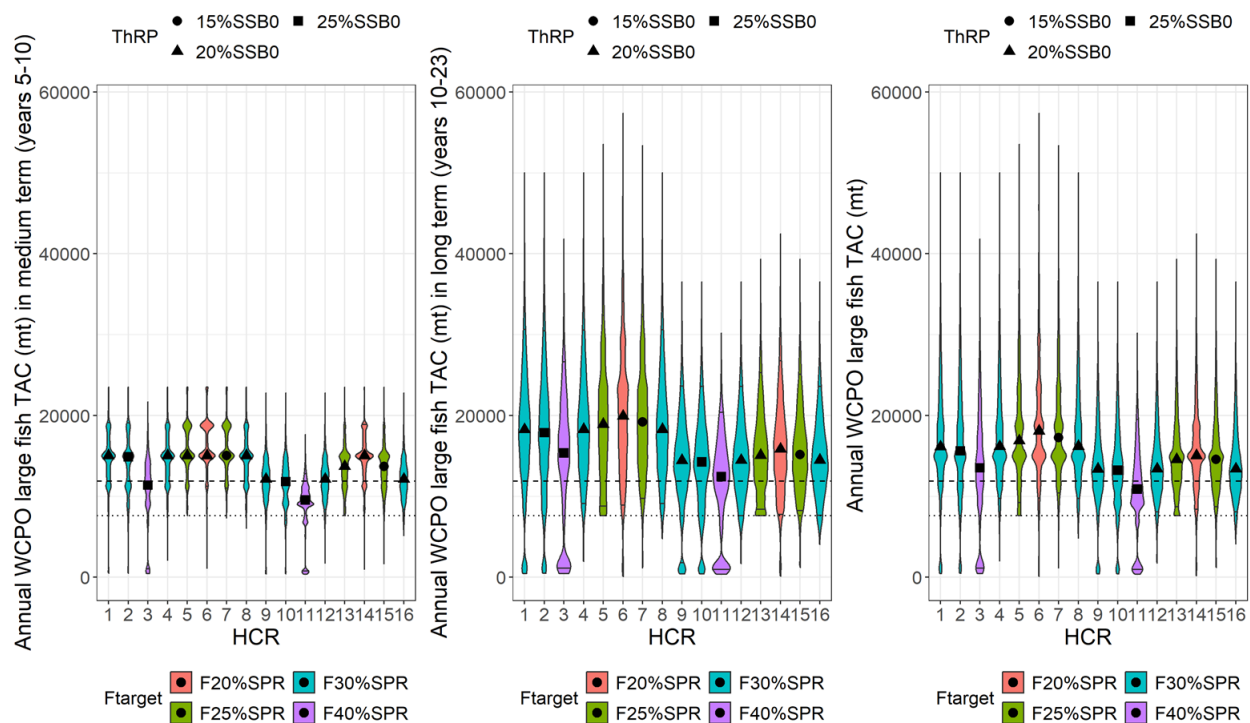 ThRP
15%SSB0
25%SSB0
20%SSB0
Annual WCPO large fish TAC (mt) in medium term (years 5-10)
60000
40000
20000
0
1 2 3 4 5 6 7 8 9 10 11 12 13 14 15 16
HCR
Ftarget
F20%SPR
F30%SPR
F25%SPR
F40%SPR
ThRP
15%SSB0
25%SSB0
20%SSB0
Annual WCPO large fish TAC (mt) in long term (years 10-23)
60000
40000
20000
0
1 2 3 4 5 6 7 8 9 10 11 12 13 14 15 16
HCR
Ftarget
F20%SPR
F30%SPR
F25%SPR
F40%SPR
ThRP
15%SSB0
25%SSB0
20%SSB0
Annual WCPO large fish TAC (mt)
60000
40000
20000
0
1 2 3 4 5 6 7 8 9 10 11 12 13 14 15 16
HCR
Ftarget
F20%SPR
F30%SPR
F25%SPR
F40%SPR